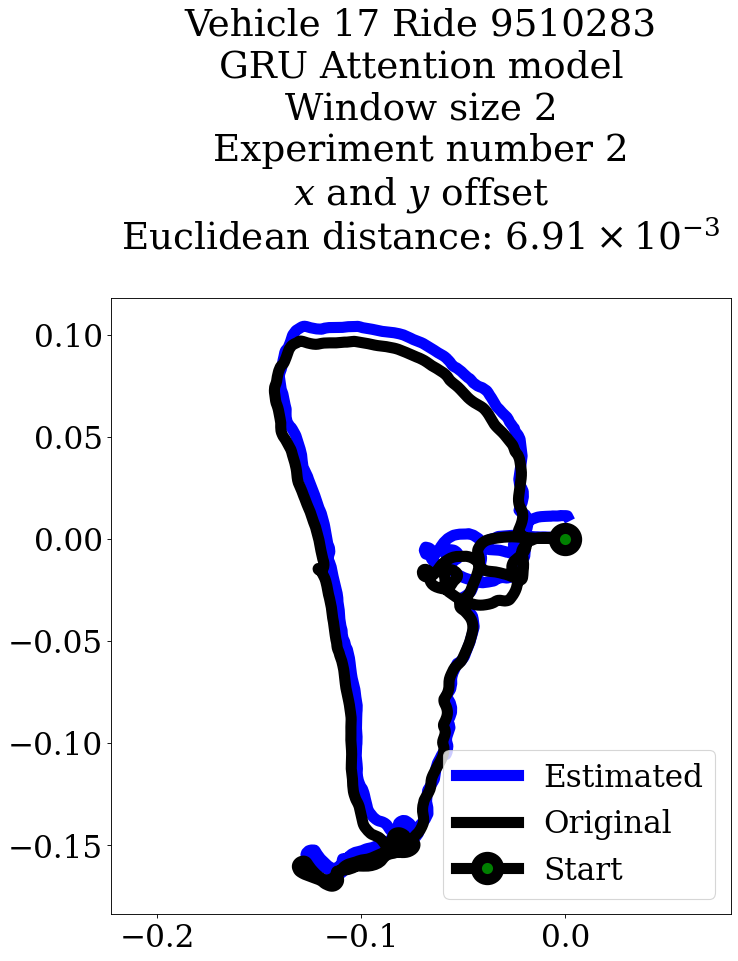 Vehicle 17 Ride 9510283
GRU Attention model
Window size 2
Experiment number 2
x and y offset
Euclidean distance: 6.91 × 10⁻³
0.10
0.05
0.00
−0.05
−0.10
−0.15
Estimated
Original
Start
−0.2
−0.1
0.0